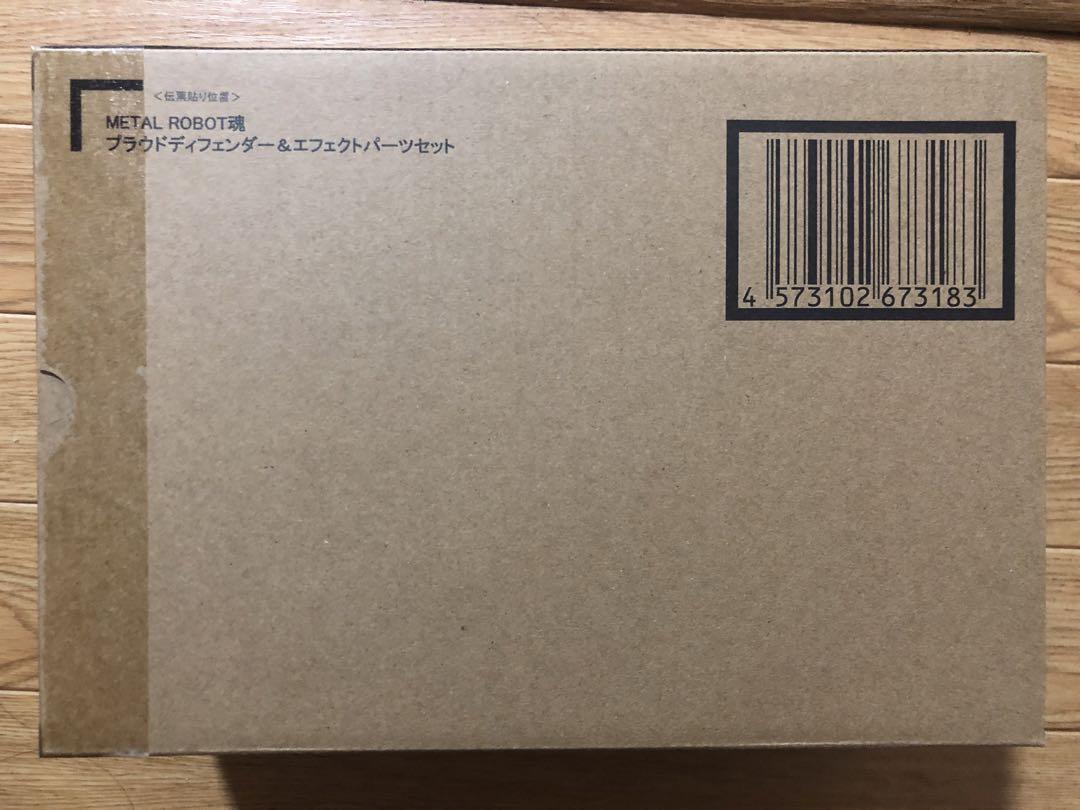 ＜伝票貼り位置＞
METAL ROBOT魂
プラウドディフェンダー＆エフェクトパーツセット
4 573102 673183